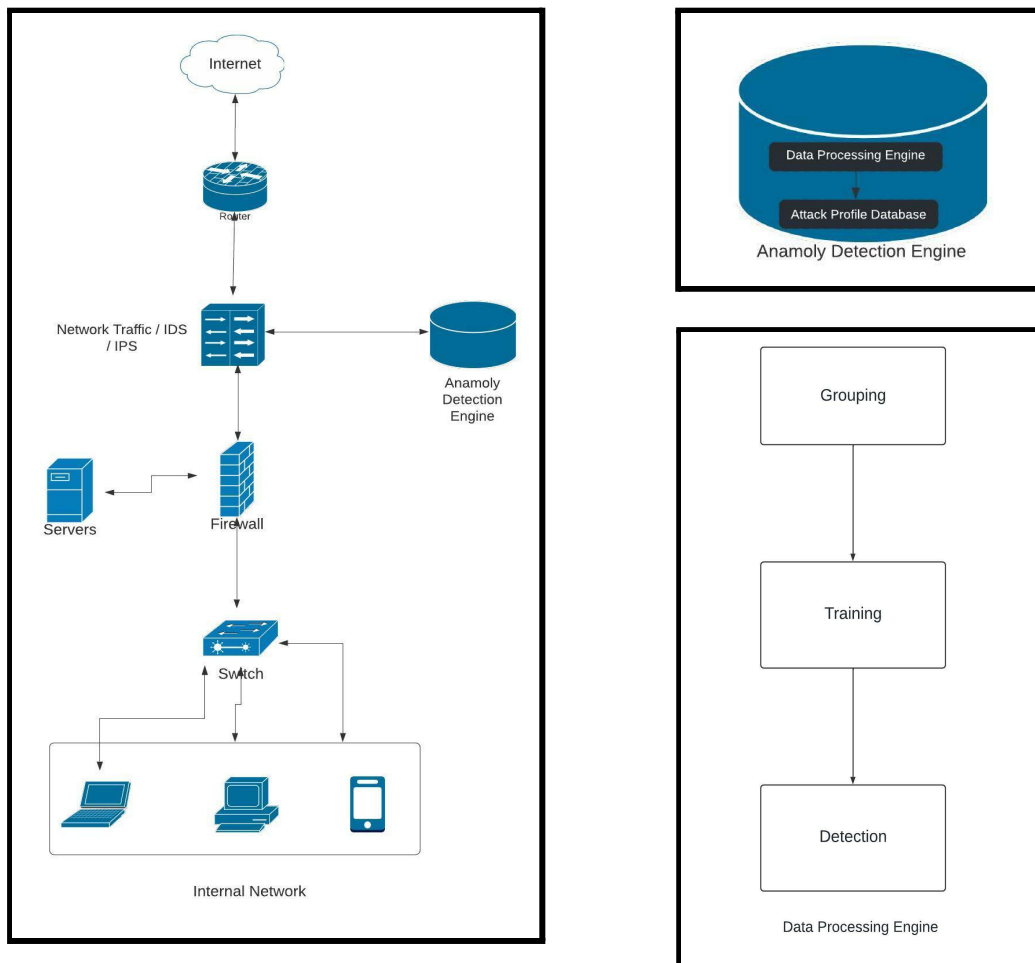 Internet
Router
Network Traffic / IDS
/ IPS
Anamoly
Detection
Engine
Servers
Firewall
Switch
Internal Network
Data Processing Engine
Attack Profile Database
Anamoly Detection Engine
Grouping
Training
Detection
Data Processing Engine